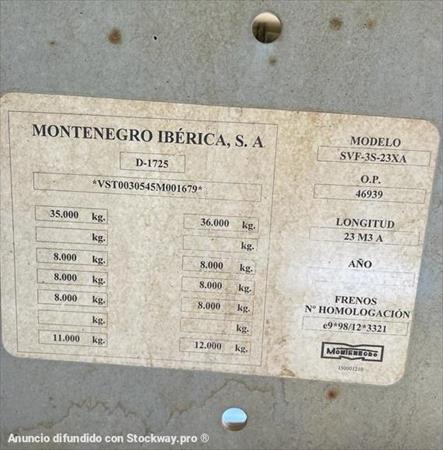 MONTENEGRO IBÉRICA, S. A
D-1725
*VST0030545M001679*
35.000 kg. 36.000 kg.
kg. kg.
8.000 kg. 8.000 kg.
8.000 kg. 8.000 kg.
8.000 kg. 8.000 kg.
kg. kg.
11.000 kg. 12.000 kg.
MODELO
SVF-3S-23XA
O.P.
46939
LONGITUD
23 M3 A
AÑO
FRENOS
Nº HOMOLOGACIÓN
e9*98/12*3321
MONTENEGRO
Anuncio difundido con Stockway.pro ®